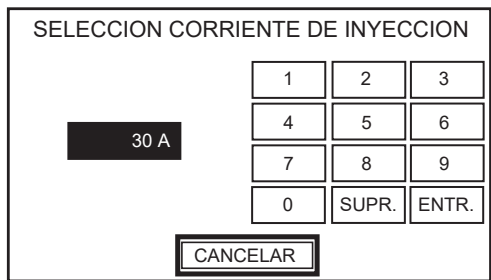 SELECCION CORRIENTE DE INYECCION
1 2 3
30 A
4 5 6
7 8 9
0 SUPR. ENTR.
CANCELAR